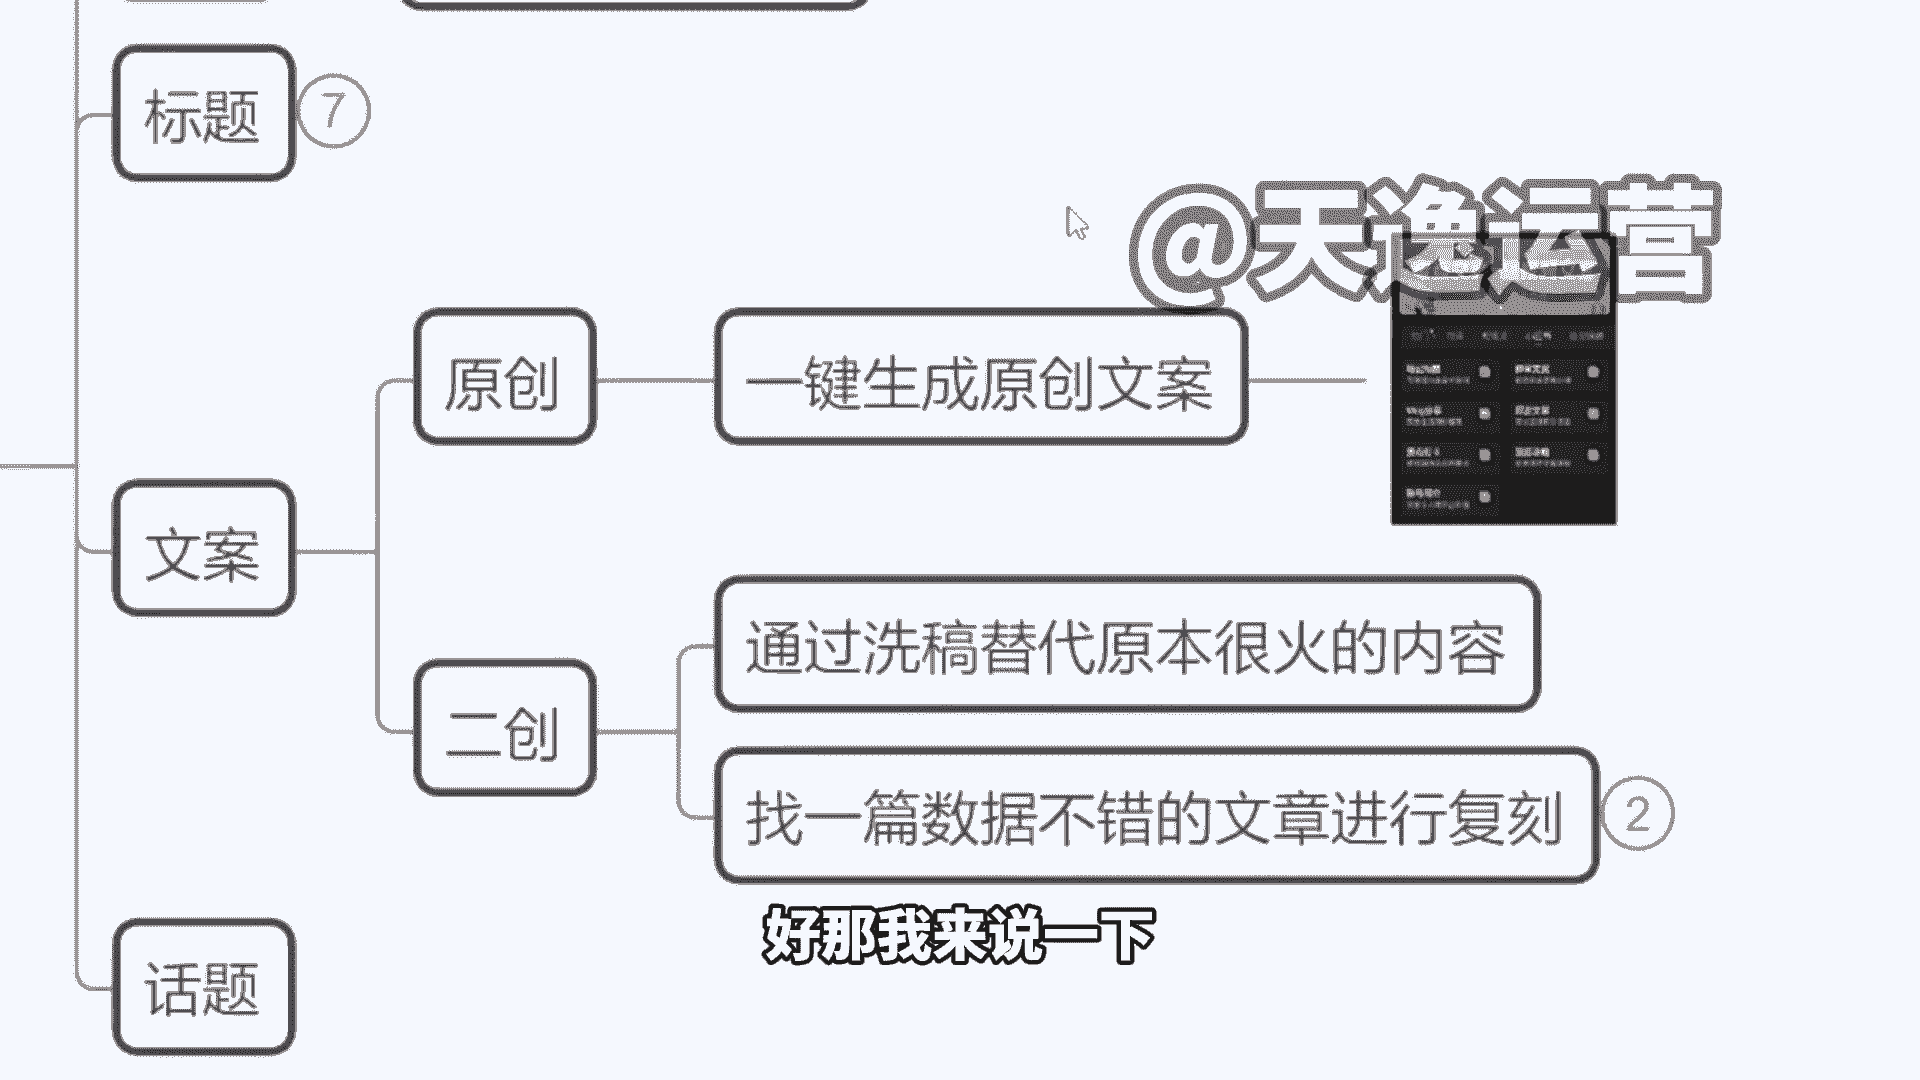 标题
7
@天逸运营
原创
一键生成原创文案
文案
通过洗稿替代原本很火的内容
二创
找一篇数据不错的文章进行复刻
2
好那我来说一下
话题